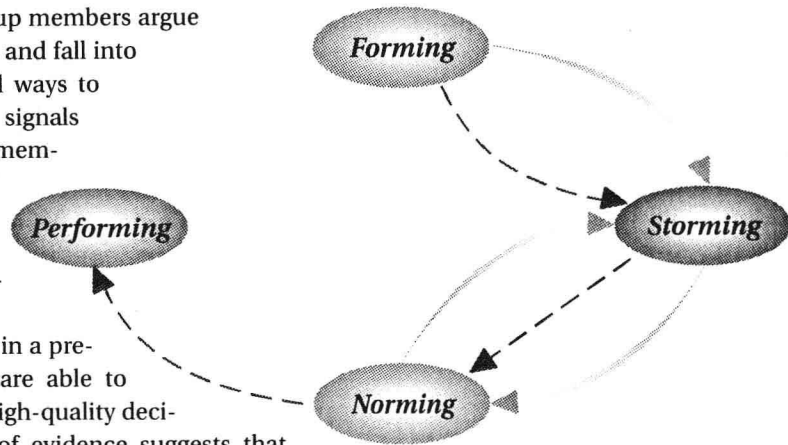 up members argue
and fall into
ways to
signals
mem-
in a pre-
are able to
igh-quality deci-
of evidence suggests that
Forming
Storming
Performing
Norming